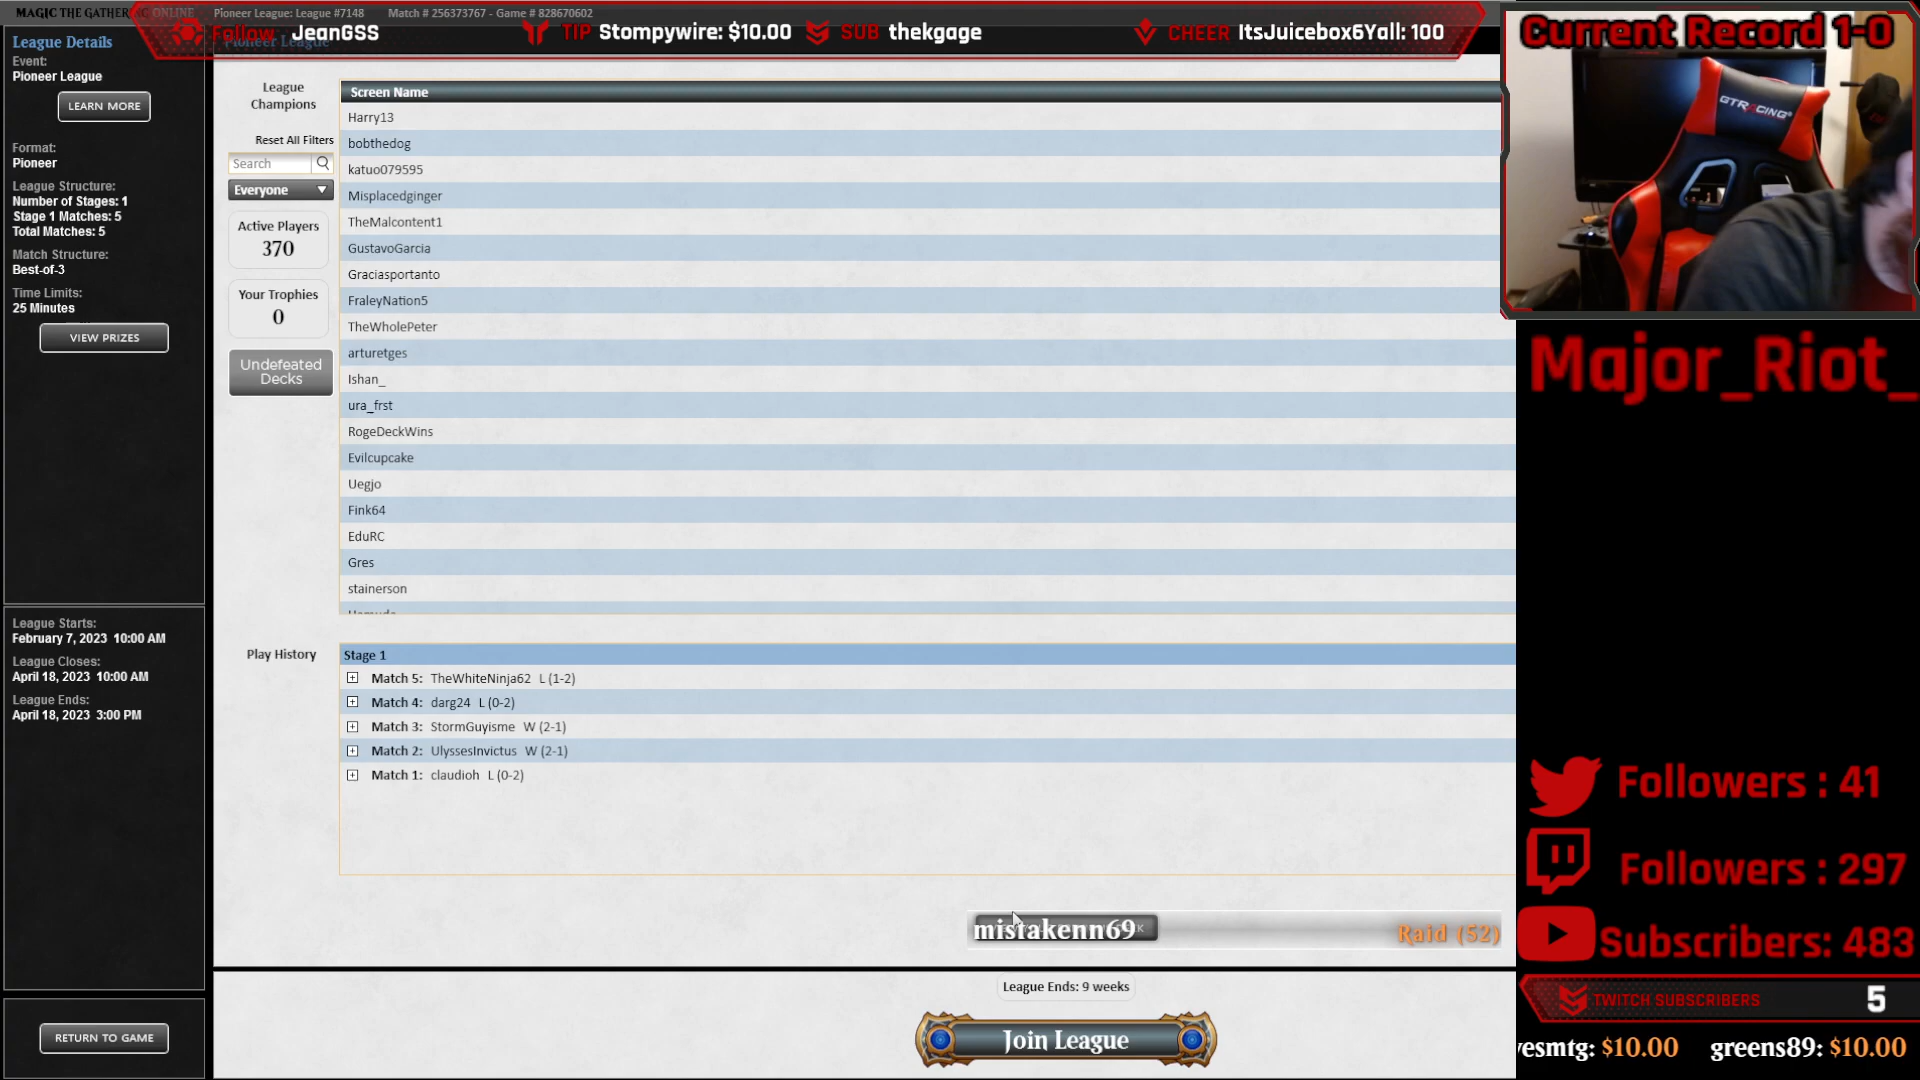 MAGIC THE GATHERING ONLINE
Pioneer League: League #7148
Match # 256373767 - Game # 828670602
Follow JeanGSS
TIP Stompywire: $10.00
SUB thekgage
CHEER ItsJuicebox6Yall: 100
Current Record 1-0
GTRACING
League Details
Event:
Pioneer League
LEARN MORE
Format:
Pioneer
League Structure:
Number of Stages: 1
Stage 1 Matches: 5
Total Matches: 5
Match Structure:
Best-of-3
Time Limits:
25 Minutes
VIEW PRIZES
League Starts:
February 7, 2023 10:00 AM
League Closes:
April 18, 2023 10:00 AM
League Ends:
April 18, 2023 3:00 PM
RETURN TO GAME
Pioneer League
League
Champions
Reset All Filters
Search
Everyone
Active Players
370
Your Trophies
0
Undefeated
Decks
Screen Name
Harry13
bobthedog
katuo079595
Misplacedginger
TheMalcontent1
GustavoGarcia
Graciasportanto
FraleyNation5
TheWholePeter
arturetges
Ishan_
ura_frst
RogeDeckWins
Evilcupcake
Uegjo
Fink64
EduRC
Gres
stainerson
Play History
Stage 1
Match 5: TheWhiteNinja62 L (1-2)
Match 4: darg24 L (0-2)
Match 3: StormGuyisme W (2-1)
Match 2: UlyssesInvictus W (2-1)
Match 1: claudioh L (0-2)
mistakenn69
Raid (52)
League Ends: 9 weeks
Join League
Major_Riot_
Followers : 41
Followers : 297
Subscribers: 483
TWITCH SUBSCRIBERS 5
vesmtg: $10.00 greens89: $10.00